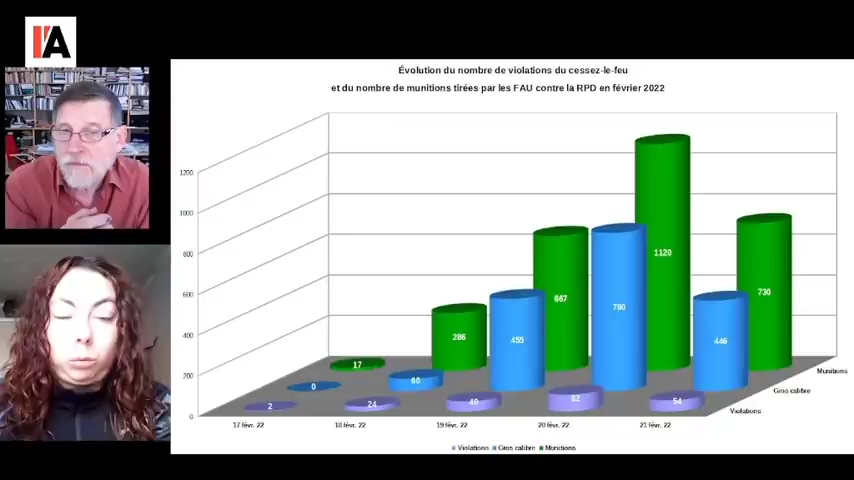 IIA
Évolution du nombre de violations du cessez-le-feu
et du nombre de munitions tirées par les FAU contre la RPD en février 2022
1200
1000
800
600
400
200
0
17
286
667
1120
730
0
60
455
780
446
2
24
49
82
54
Munitions
Gros calibre
Violations
17 févr. 22
18 févr. 22
19 févr. 22
20 févr. 22
21 févr. 22
Violations
Gros calibre
Munitions